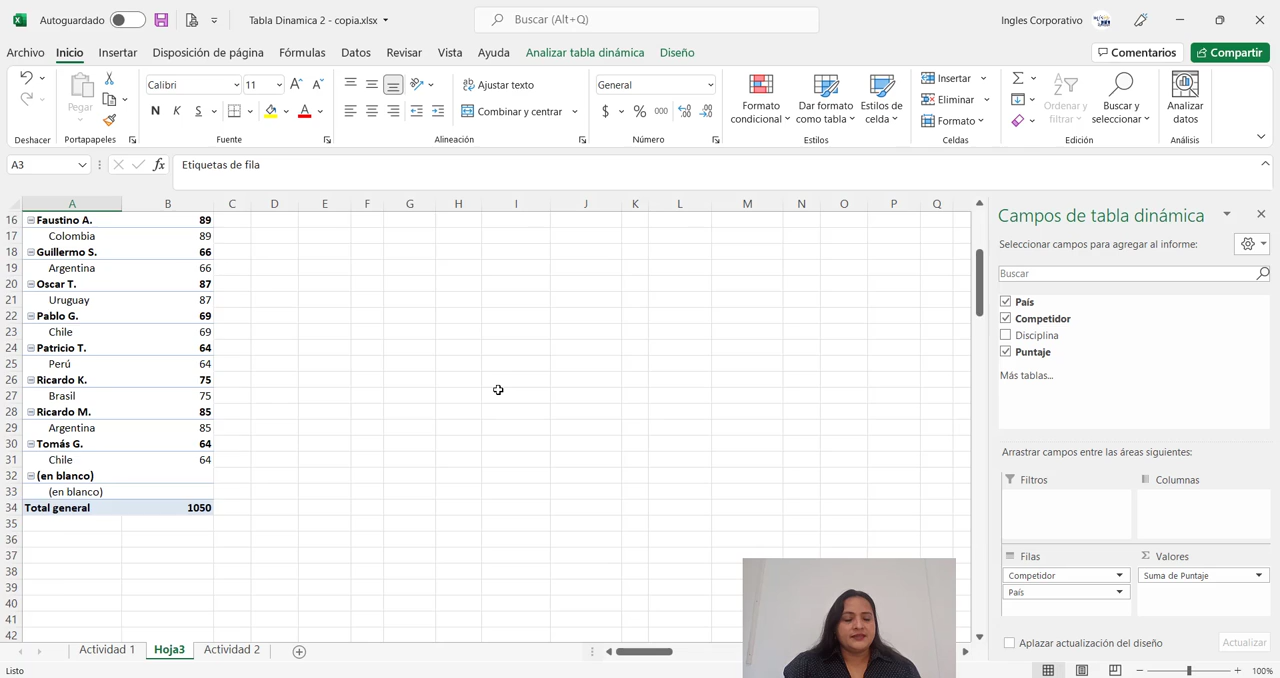 Autoguardado
Tabla Dinamica 2 - copia.xlsx
Buscar (Alt+Q)
Ingles Corporativo
Archivo Inicio Insertar Disposición de página Fórmulas Datos Revisar Vista Ayuda Analizar tabla dinámica Diseño
Comentarios Compartir
Pegar
Calibri 11
N K S
Ajustar texto
Combinar y centrar
General
$ % 000
Formato condicional
Dar formato como tabla
Estilos de celda
Insertar
Eliminar
Formato
Ordenar y filtrar
Buscar y seleccionar
Analizar datos
Deshacer Portapapeles Fuente Alineación Número Estilos Celdas Edición Análisis
A3 fx Etiquetas de fila
A B C D E F G H I J K L M N O P Q
16 Faustino A. 89
17 Colombia 89
18 Guillermo S. 66
19 Argentina 66
20 Oscar T. 87
21 Uruguay 87
22 Pablo G. 69
23 Chile 69
24 Patricio T. 64
25 Perú 64
26 Ricardo K. 75
27 Brasil 75
28 Ricardo M. 85
29 Argentina 85
30 Tomás G. 64
31 Chile 64
32 (en blanco)
33 (en blanco)
34 Total general 1050
35
36
37
38
39
40
41
42
Campos de tabla dinámica
Seleccionar campos para agregar al informe:
Buscar
País
Competidor
Disciplina
Puntaje
Más tablas...
Arrastrar campos entre las áreas siguientes:
Filtros Columnas
Filas Σ Valores
Competidor Suma de Puntaje
País
Aplazar actualización del diseño Actualizar
Actividad 1 Hoja3 Actividad 2
Listo
100%